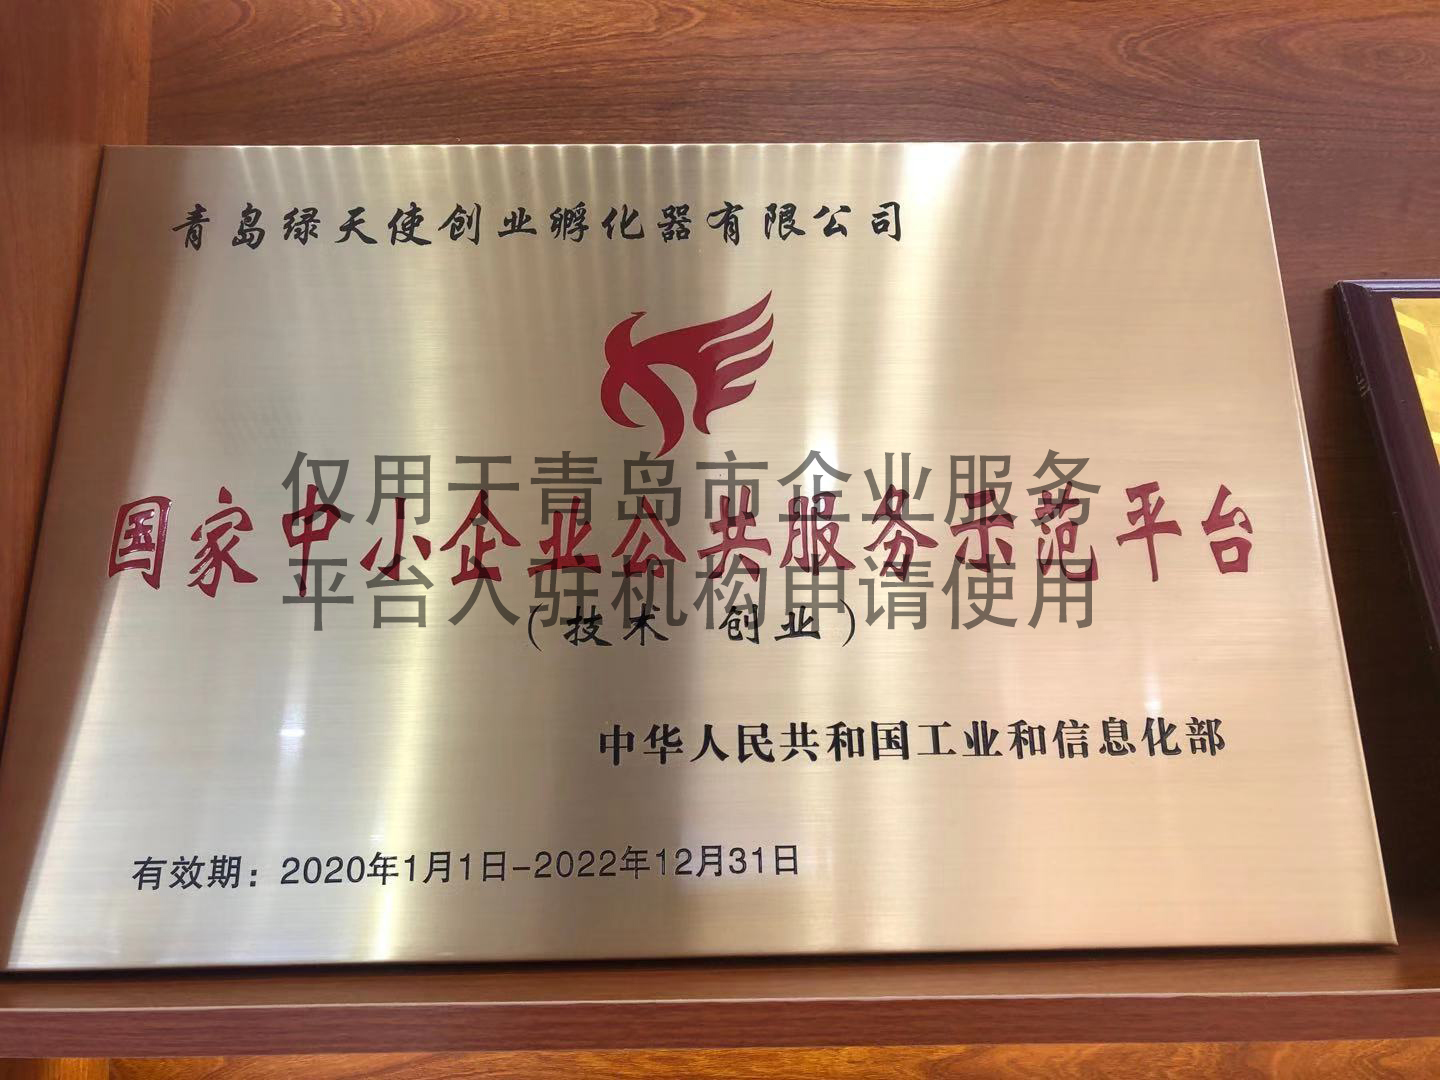 青岛绿天使创业孵化器有限公司
国家中小企业公共服务示范平台
(技术 创业)
中华人民共和国工业和信息化部
有效期：2020年1月1日-2022年12月31日
仅用于青岛市企业服务
平台入驻机构申请使用